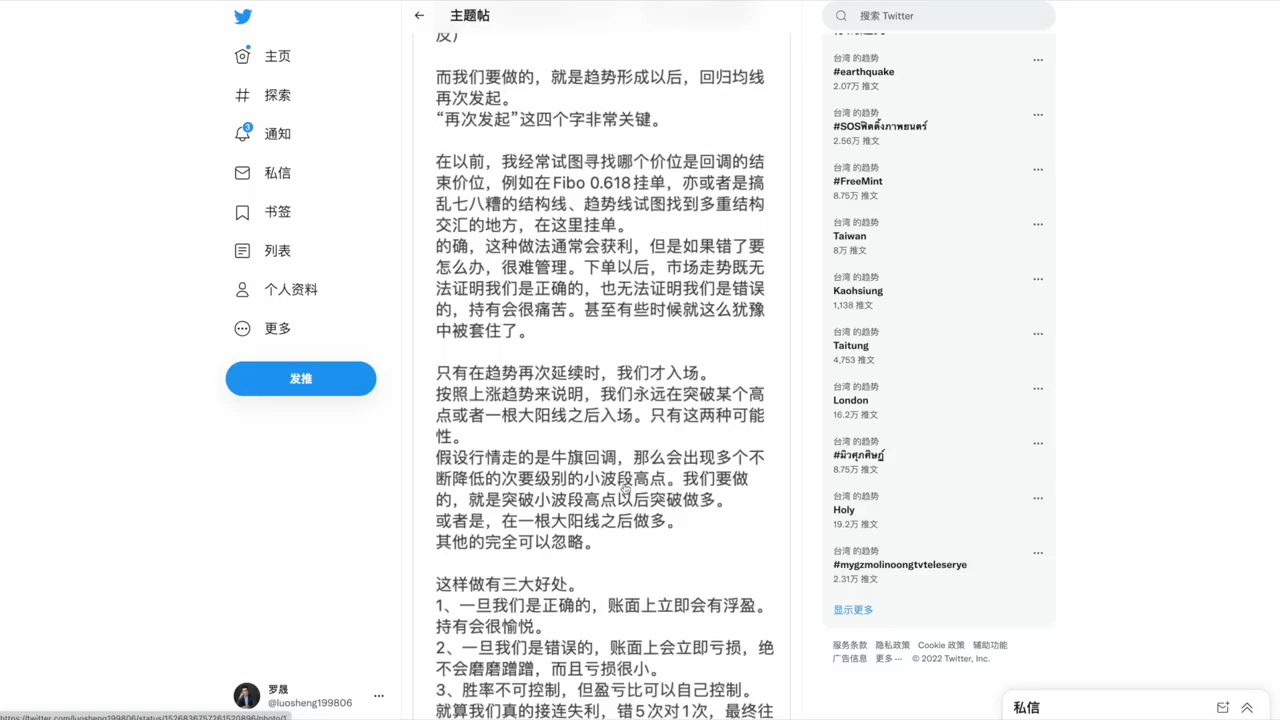 主页
探索
3
通知
私信
书签
列表
个人资料
更多
发推
罗晟
@luosheng199806
https://twitter.com/luosheng199806/status/1526836757261520896/photo/1
主题帖
反）
而我们要做的，就是趋势形成以后，回归均线
再次发起。
“再次发起”这四个字非常关键。
在以前，我经常试图寻找哪个价位是回调的结
束价位，例如在Fibo 0.618挂单，亦或者是搞
乱七八糟的结构线、趋势线试图找到多重结构
交汇的地方，在这里挂单。
的确，这种做法通常会获利，但是如果错了要
怎么办，很难管理。下单以后，市场走势既无
法证明我们是正确的，也无法证明我们是错误
的，持有会很痛苦。甚至有些时候就这么犹豫
中被套住了。
只有在趋势再次延续时，我们才入场。
按照上涨趋势来说明，我们永远在突破某个高
点或者一根大阳线之后入场。只有这两种可能
性。
假设行情走的是牛旗回调，那么会出现多个不
断降低的次要级别的小波段高点。我们要做
的，就是突破小波段高点以后突破做多。
或者是，在一根大阳线之后做多。
其他的完全可以忽略。
这样做有三大好处。
1、一旦我们是正确的，账面上立即会有浮盈。
持有会很愉悦。
2、一旦我们是错误的，账面上会立即亏损，绝
不会磨磨蹭蹭，而且亏损很小。
3、胜率不可控制，但盈亏比可以自己控制。
就算我们真的接连失利，错5次对1次，最终往
搜索 Twitter
台湾 的趋势
#earthquake
2.07万 推文
台湾 的趋势
#SOSฟิตติ้งภาพยนตร์
2.56万 推文
台湾 的趋势
#FreeMint
8.75万 推文
台湾 的趋势
Taiwan
8万 推文
台湾 的趋势
Kaohsiung
1,138 推文
台湾 的趋势
Taitung
4,753 推文
台湾 的趋势
London
16.2万 推文
台湾 的趋势
#มิวศุภศิษฏ์
8.75万 推文
台湾 的趋势
Holy
19.2万 推文
台湾 的趋势
#mygzmolinoongtvteleserye
2.31万 推文
显示更多
服务条款 隐私政策 Cookie 政策 辅助功能
广告信息 更多 ··· © 2022 Twitter, Inc.
私信